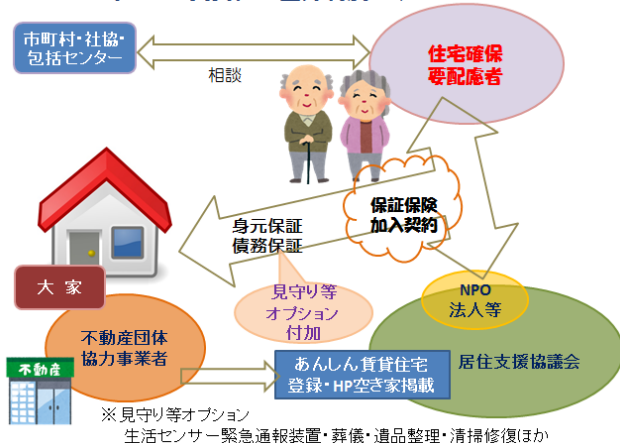 市町村・社協・
包括センター
相談
住宅確保
要配慮者
保証保険
加入契約
身元保証
債務保証
大 家
見守り等
オプション
付加
NPO
法人等
不動産団体
協力事業者
不動産
あんしん賃貸住宅
登録・HP空き家掲載
居住支援協議会
※見守り等オプション
生活センサー緊急通報装置・葬儀・遺品整理・清掃修復ほか